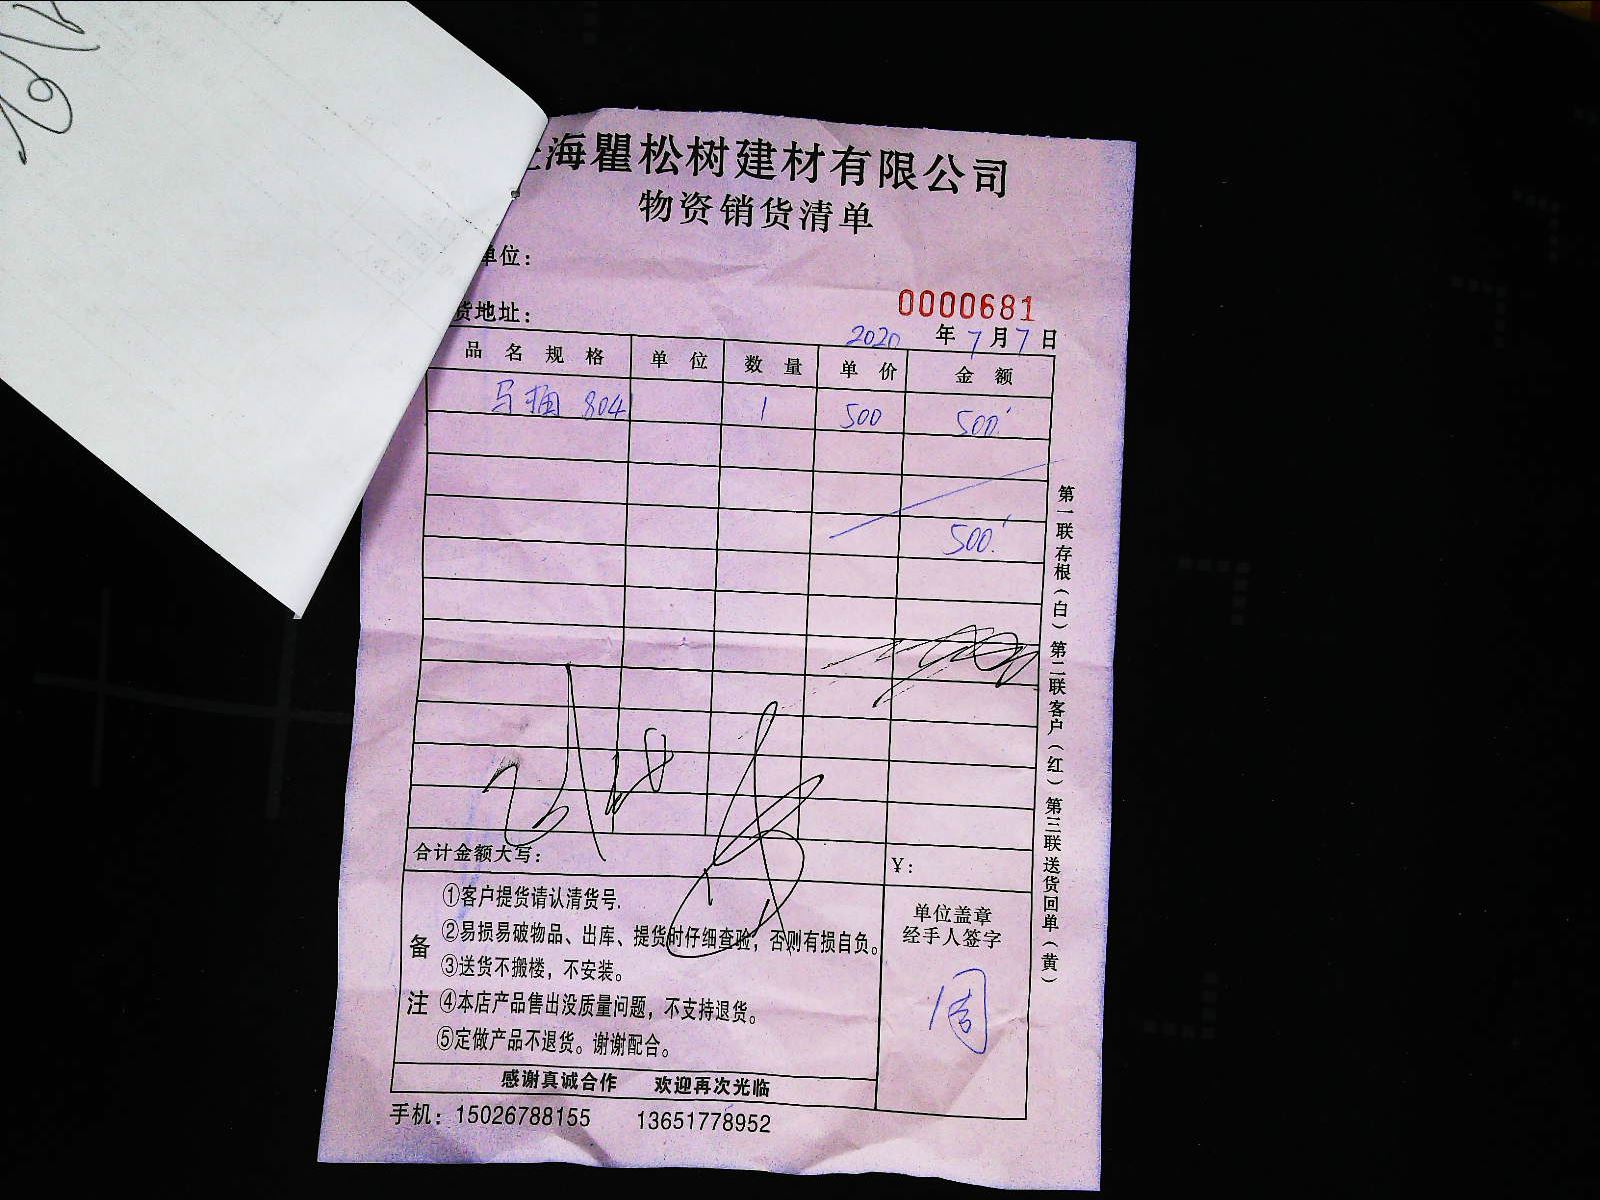 海瞿松树建材有限公司
物资销货清单
单位：
货地址：
0000681
2020 年 7 月 7 日
品名规格 单位 数量 单价 金额
马桶 804 1 500 500
500
合计金额大写： ￥：
备注
①客户提货请认清货号.
②易损易破物品、出库、提货时仔细查验，否则有损自负。
③送货不搬楼，不安装。
④本店产品售出没质量问题，不支持退货。
⑤定做产品不退货。谢谢配合。
单位盖章
经手人签字
周
感谢真诚合作 欢迎再次光临
手机：15026788155 13651778952
第一联存根（白）第二联客户（红）第三联送货回单（黄）